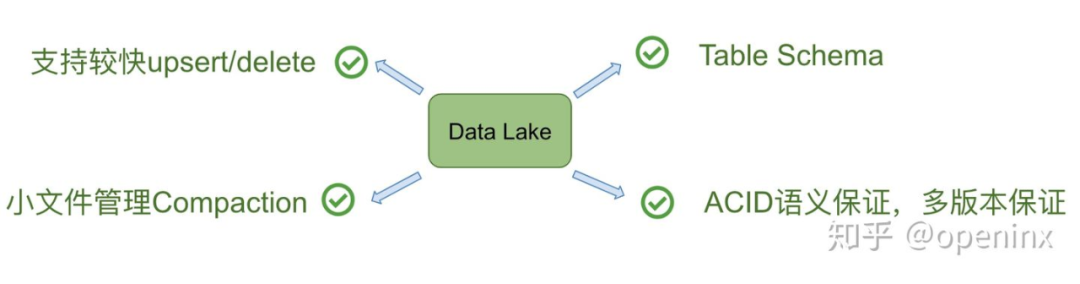 支持较快upsert/delete
Table Schema
Data Lake
小文件管理Compaction
ACID语义保证，多版本保证
知乎 @openinx